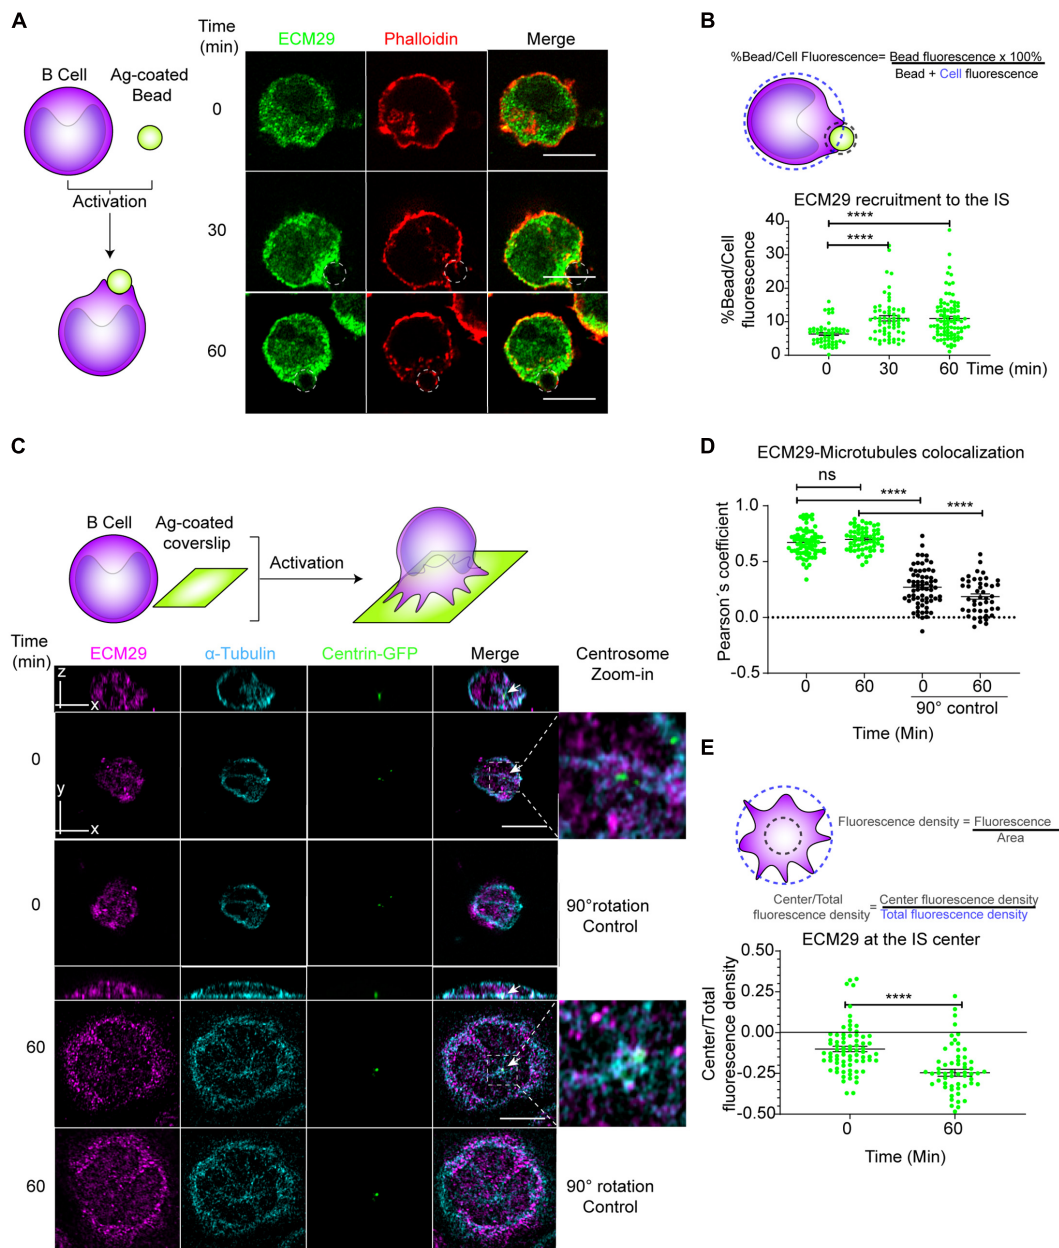 A
Time
(min)
ECM29
Phalloidin
Merge
B Cell
Ag-coated
Bead
Activation
0
30
60
B
%Bead/Cell Fluorescence= Bead fluorescence x 100%
Bead + Cell fluorescence
ECM29 recruitment to the IS
%Bead/Cell
fluorescence
40
30
20
10
0
****
****
0
30
60
Time (min)
C
B Cell
Ag-coated
coverslip
Activation
Time
(min)
ECM29
α-Tubulin
Centrin-GFP
Merge
Centrosome
Zoom-in
z
x
0
y
x
0
90°rotation
Control
60
60
90° rotation
Control
D
ECM29-Microtubules colocalization
ns
****
****
Pearson´s coefficient
1.0
0.5
0.0
-0.5
0
60
0
60
90° control
Time (Min)
E
Fluorescence density = Fluorescence
Area
Center/Total
fluorescence density
= Center fluorescence density
Total fluorescence density
ECM29 at the IS center
Center/Total
fluorescence density
0.50
0.25
0.00
-0.25
-0.50
****
0
60
Time (Min)